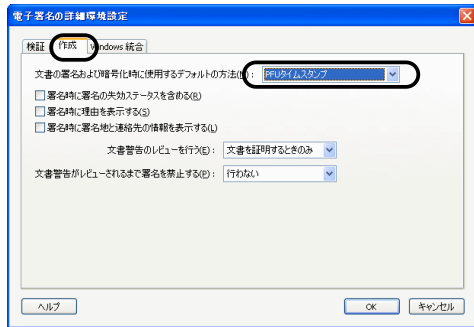 電子署名の詳細環境設定
検証 作成 Windows 統合
文書の署名および暗号化時に使用するデフォルトの方法(M): PFUタイムスタンプ
署名時に署名の失効ステータスを含める(R)
署名時に理由を表示する(S)
署名時に署名地と連絡先の情報を表示する(L)
文書警告のレビューを行う(E): 文書を証明するときのみ
文書警告がレビューされるまで署名を禁止する(P): 行わない
ヘルプ OK キャンセル